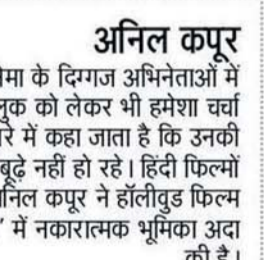 अनिल कपूर
के दिग्गज अभिनेताओं में
को लेकर भी हमेशा चर्चा
में कहा जाता है कि उनकी
बूढ़े नहीं हो रहे। हिंदी फिल्मों
कपूर ने हॉलीवुड फिल्म
' में नकारात्मक भूमिका अदा
की है।